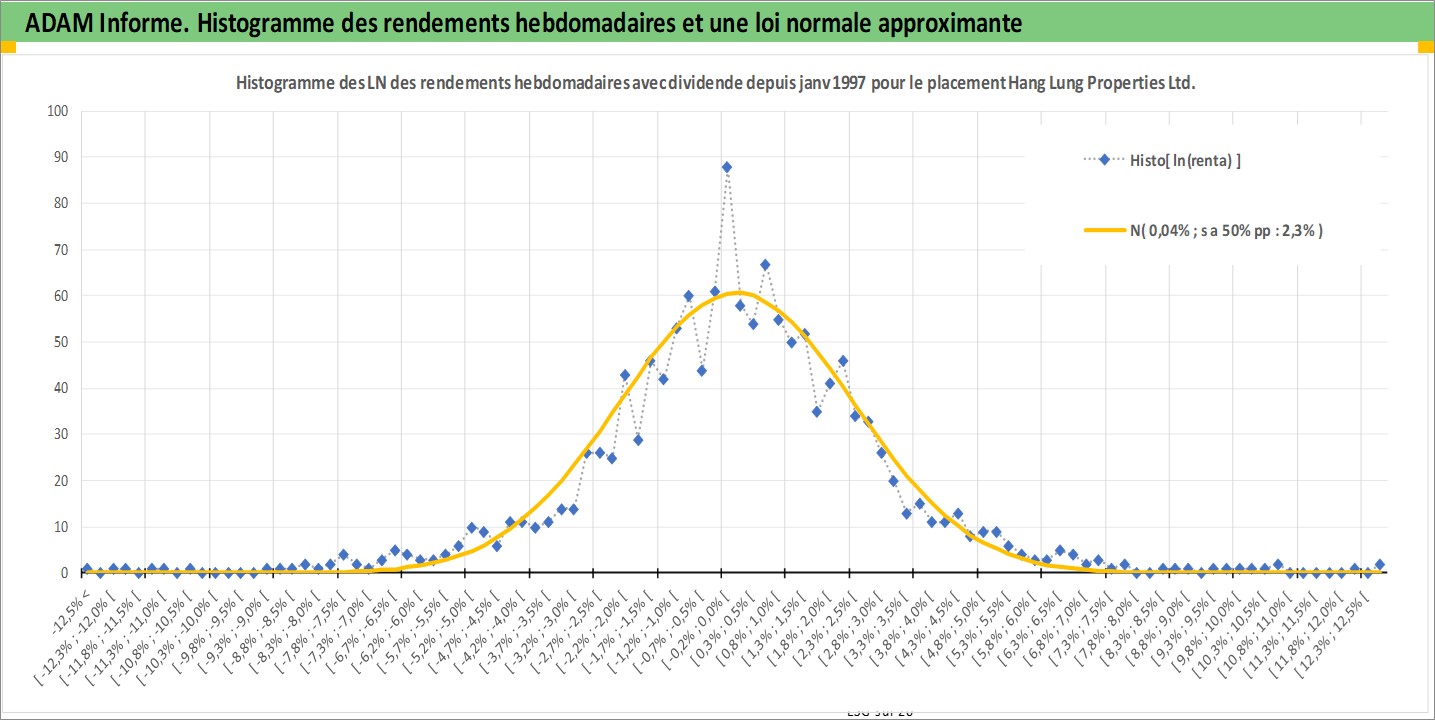 ADAM Informe. Histogramme des rendements hebdomadaires et une loi normale approximante
Histogramme des LN des rendements hebdomadaires avec dividende depuis janv 1997 pour le placement Hang Lung Properties Ltd.
100
90
80
70
60
50
40
30
20
10
0
Histo[ ln(renta) ]
N( 0,04% ; s a 50% pp : 2,3% )
-12,5% <
[ -12,3% ; -12,0% [
[ -11,8% ; -11,5% [
[ -11,3% ; -11,0% [
[ -10,8% ; -10,5% [
[ -10,3% ; -10,0% [
[ -9,8% ; -9,5% [
[ -9,3% ; -9,0% [
[ -8,8% ; -8,5% [
[ -8,3% ; -8,0% [
[ -7,8% ; -7,5% [
[ -7,3% ; -7,0% [
[ -6,7% ; -6,5% [
[ -6,2% ; -6,0% [
[ -5,7% ; -5,5% [
[ -5,2% ; -5,0% [
[ -4,7% ; -4,5% [
[ -4,2% ; -4,0% [
[ -3,7% ; -3,5% [
[ -3,2% ; -3,0% [
[ -2,7% ; -2,5% [
[ -2,2% ; -2,0% [
[ -1,7% ; -1,5% [
[ -1,2% ; -1,0% [
[ -0,7% ; -0,5% [
[ -0,2% ; 0,0% [
[ 0,3% ; 0,5% [
[ 0,8% ; 1,0% [
[ 1,3% ; 1,5% [
[ 1,8% ; 2,0% [
[ 2,3% ; 2,5% [
[ 2,8% ; 3,0% [
[ 3,3% ; 3,5% [
[ 3,8% ; 4,0% [
[ 4,3% ; 4,5% [
[ 4,8% ; 5,0% [
[ 5,3% ; 5,5% [
[ 5,8% ; 6,0% [
[ 6,3% ; 6,5% [
[ 6,8% ; 7,0% [
[ 7,3% ; 7,5% [
[ 7,8% ; 8,0% [
[ 8,3% ; 8,5% [
[ 8,8% ; 9,0% [
[ 9,3% ; 9,5% [
[ 9,8% ; 10,0% [
[ 10,3% ; 10,5% [
[ 10,8% ; 11,0% [
[ 11,3% ; 11,5% [
[ 11,8% ; 12,0% [
[ 12,3% ; 12,5% [